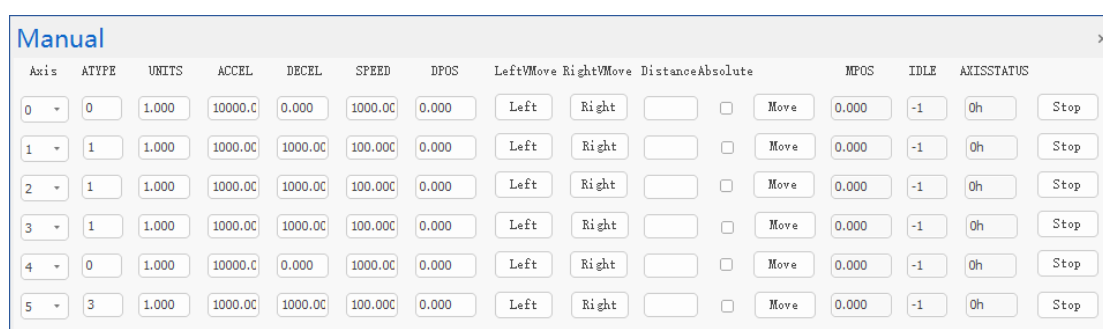 Manual
Axis ATYPE UNITS ACCEL DECEL SPEED DPOS LeftVMove RightVMove Distance Absolute MPOS IDLE AXISSTATUS
0 0 1.000 10000.0 0.000 1000.00 0.000 Left Right Move 0.000 -1 0h Stop
1 1 1.000 1000.00 1000.00 100.000 0.000 Left Right Move 0.000 -1 0h Stop
2 1 1.000 1000.00 1000.00 100.000 0.000 Left Right Move 0.000 -1 0h Stop
3 1 1.000 1000.00 1000.00 100.000 0.000 Left Right Move 0.000 -1 0h Stop
4 0 1.000 10000.0 0.000 1000.00 0.000 Left Right Move 0.000 -1 0h Stop
5 3 1.000 1000.00 1000.00 100.000 0.000 Left Right Move 0.000 -1 0h Stop